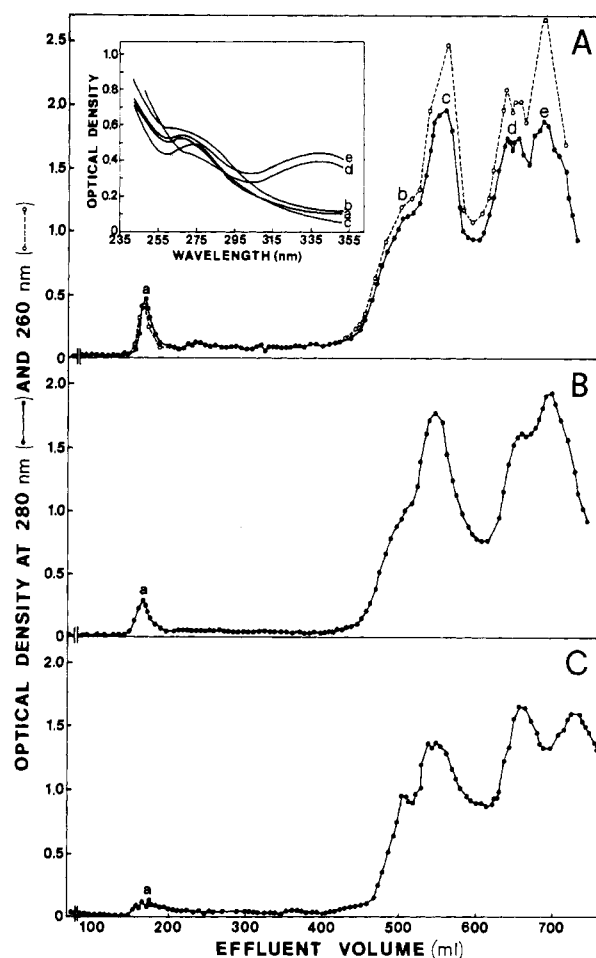 OPTICAL DENSITY AT 280 nm (●——●) AND 260 nm (○----○)
A
2.5
2.0
1.5
1.0
0.5
0
a
b
c
d
e
OPTICAL DENSITY
1.0
0.8
0.6
0.4
0.2
0
e
d
b
a
c
235 255 275 295 315 335 355
WAVELENGTH (nm)
B
2.0
1.5
1.0
0.5
0
a
C
2.0
1.5
1.0
0.5
0
a
100 200 300 400 500 600 700
EFFLUENT VOLUME (ml)